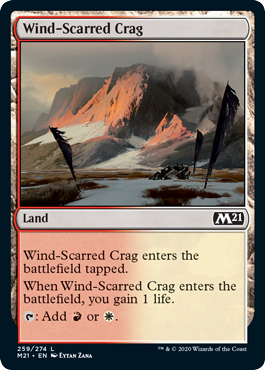 Wind-Scarred Crag
Land
M21
Wind-Scarred Crag enters the
battlefield tapped.
When Wind-Scarred Crag enters the
battlefield, you gain 1 life.
: Add or .
259/274 L
M21 • EN Eytan Zana
™ & © 2020 Wizards of the Coast